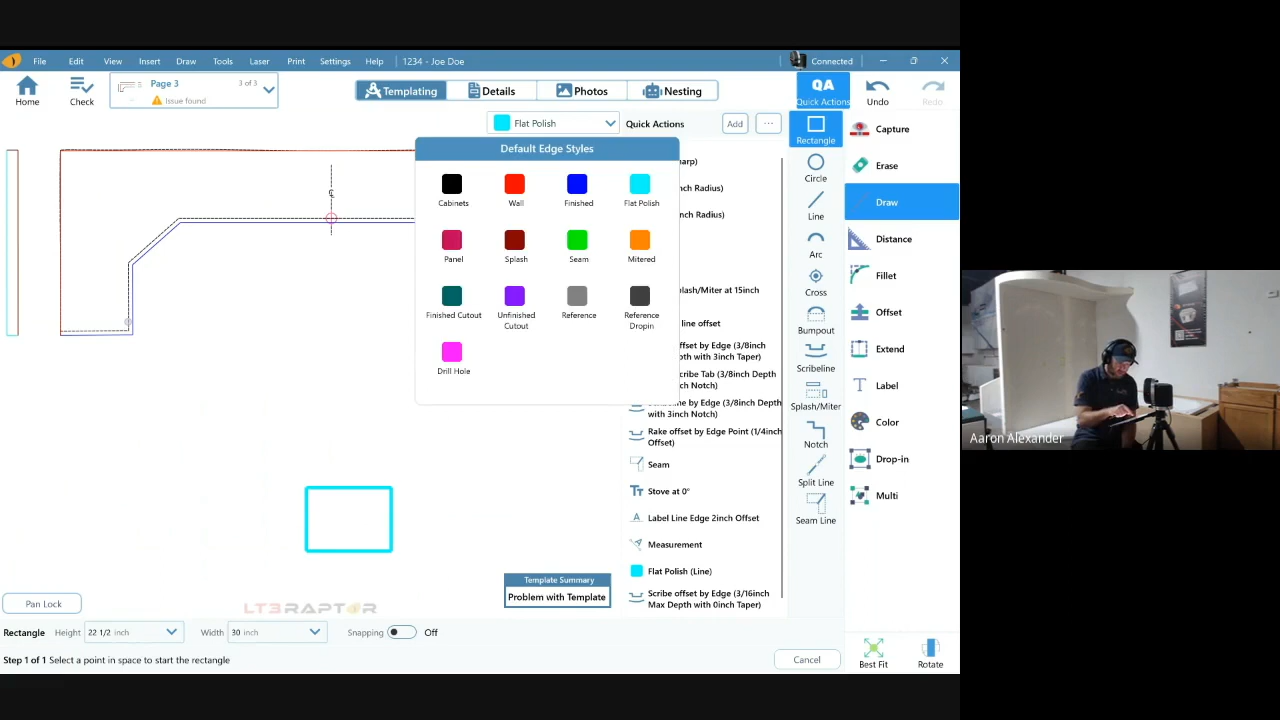 File Edit View Insert Draw Tools Laser Print Settings Help 1234 - Joe Doe Connected
Home
Check
Page 3
3 of 3
Issue found
Templating
Details
Photos
Nesting
QA
Quick Actions
Undo
Redo
Flat Polish
Quick Actions
Add
...
Default Edge Styles
Cabinets
Wall
Finished
Flat Polish
Panel
Splash
Seam
Mitered
Finished Cutout
Unfinished
Cutout
Reference
Reference
Dropin
Drill Hole
arp)
nch Radius)
nch Radius)
plash/Miter at 15inch
line offset
ffset by Edge (3/8inch
pth with 3inch Taper)
cribe Tab (3/8inch Depth
ch Notch)
Scribeline by Edge (3/8inch Depth
with 3inch Notch)
Rake offset by Edge Point (1/4inch
Offset)
Seam
Stove at 0°
Label Line Edge 2inch Offset
Measurement
Flat Polish (Line)
Scribe offset by Edge (3/16inch
Max Depth with 0inch Taper)
Rectangle
Circle
Line
Arc
Cross
Bumpout
Scribeline
Splash/Miter
Notch
Split Line
Seam Line
Capture
Erase
Draw
Distance
Fillet
Offset
Extend
Label
Color
Drop-in
Multi
Template Summary
Problem with Template
Pan Lock
LT3RAPTOR
Rectangle Height 22 1/2 inch Width 30 inch Snapping Off
Step 1 of 1 Select a point in space to start the rectangle
Cancel
Best Fit
Rotate
Aaron Alexander